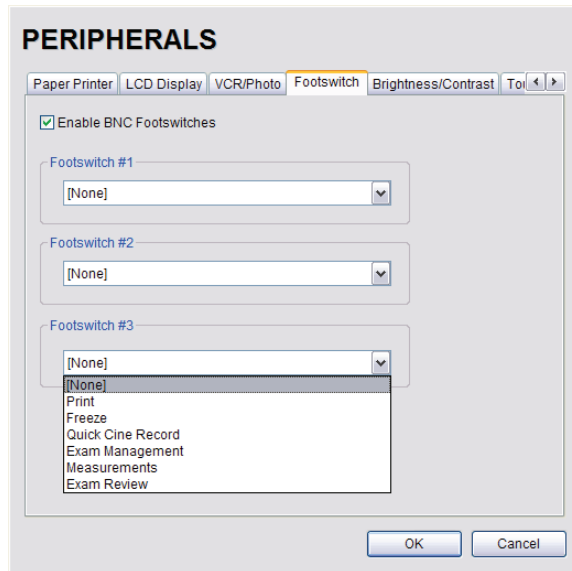 PERIPHERALS
Paper Printer LCD Display VCR/Photo Footswitch Brightness/Contrast
Enable BNC Footswitches
Footswitch #1
[None]
Footswitch #2
[None]
Footswitch #3
[None]
[None]
Print
Freeze
Quick Cine Record
Exam Management
Measurements
Exam Review
OK Cancel